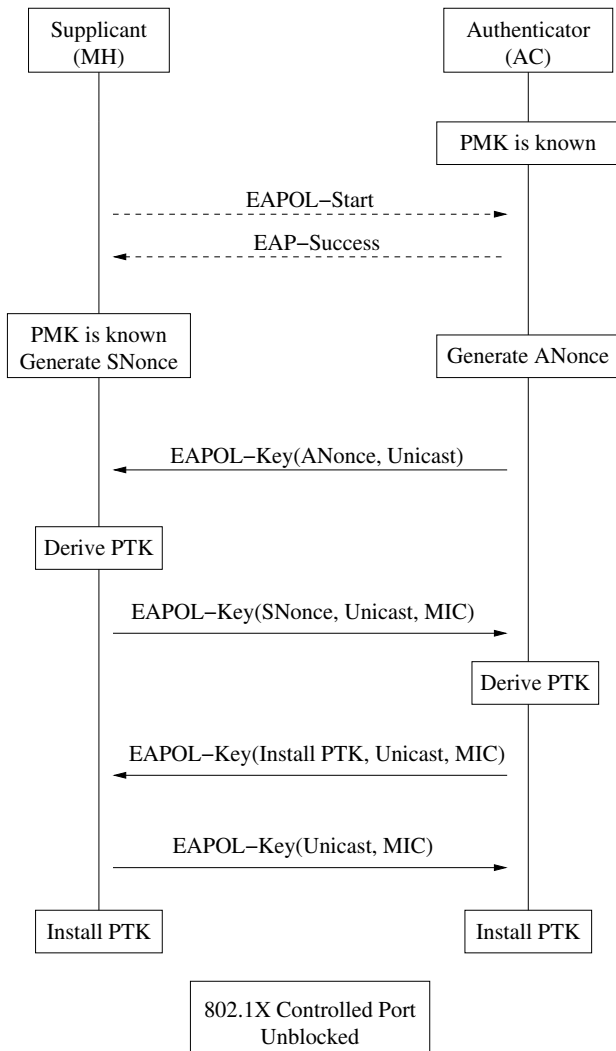 Supplicant
(MH)
Authenticator
(AC)
PMK is known
EAPOL−Start
EAP−Success
PMK is known
Generate SNonce
Generate ANonce
EAPOL−Key(ANonce, Unicast)
Derive PTK
EAPOL−Key(SNonce, Unicast, MIC)
Derive PTK
EAPOL−Key(Install PTK, Unicast, MIC)
EAPOL−Key(Unicast, MIC)
Install PTK
Install PTK
802.1X Controlled Port
Unblocked